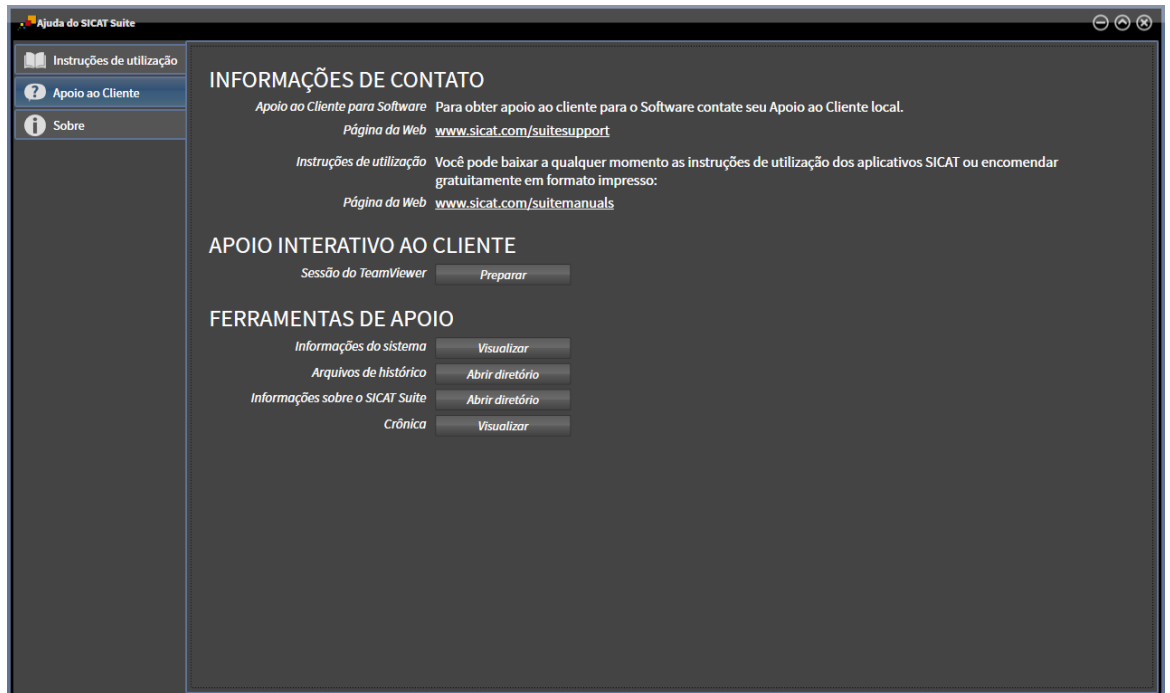 Ajuda do SICAT Suite
Instruções de utilização
Apoio ao Cliente
Sobre
INFORMAÇÕES DE CONTATO
Apoio ao Cliente para Software Para obter apoio ao cliente para o Software contate seu Apoio ao Cliente local.
Página da Web www.sicat.com/suitesupport
Instruções de utilização Você pode baixar a qualquer momento as instruções de utilização dos aplicativos SICAT ou encomendar
gratuitamente em formato impresso:
Página da Web www.sicat.com/suitemanuals
APOIO INTERATIVO AO CLIENTE
Sessão do TeamViewer Preparar
FERRAMENTAS DE APOIO
Informações do sistema Visualizar
Arquivos de histórico Abrir diretório
Informações sobre o SICAT Suite Abrir diretório
Crônica Visualizar